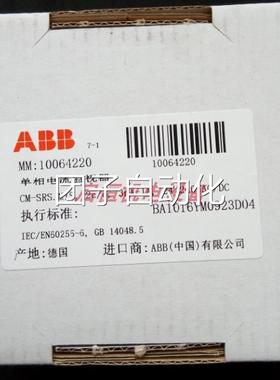 ABB 7-1
MM:10064220
10064220
单相电流监视器
CM-SRS.
执行标准:
BA1016YM0523D04
IEC/EN60255-6, GB 14048.5
产地: 德国 进口商: ABB(中国)有限公司
团子自动化